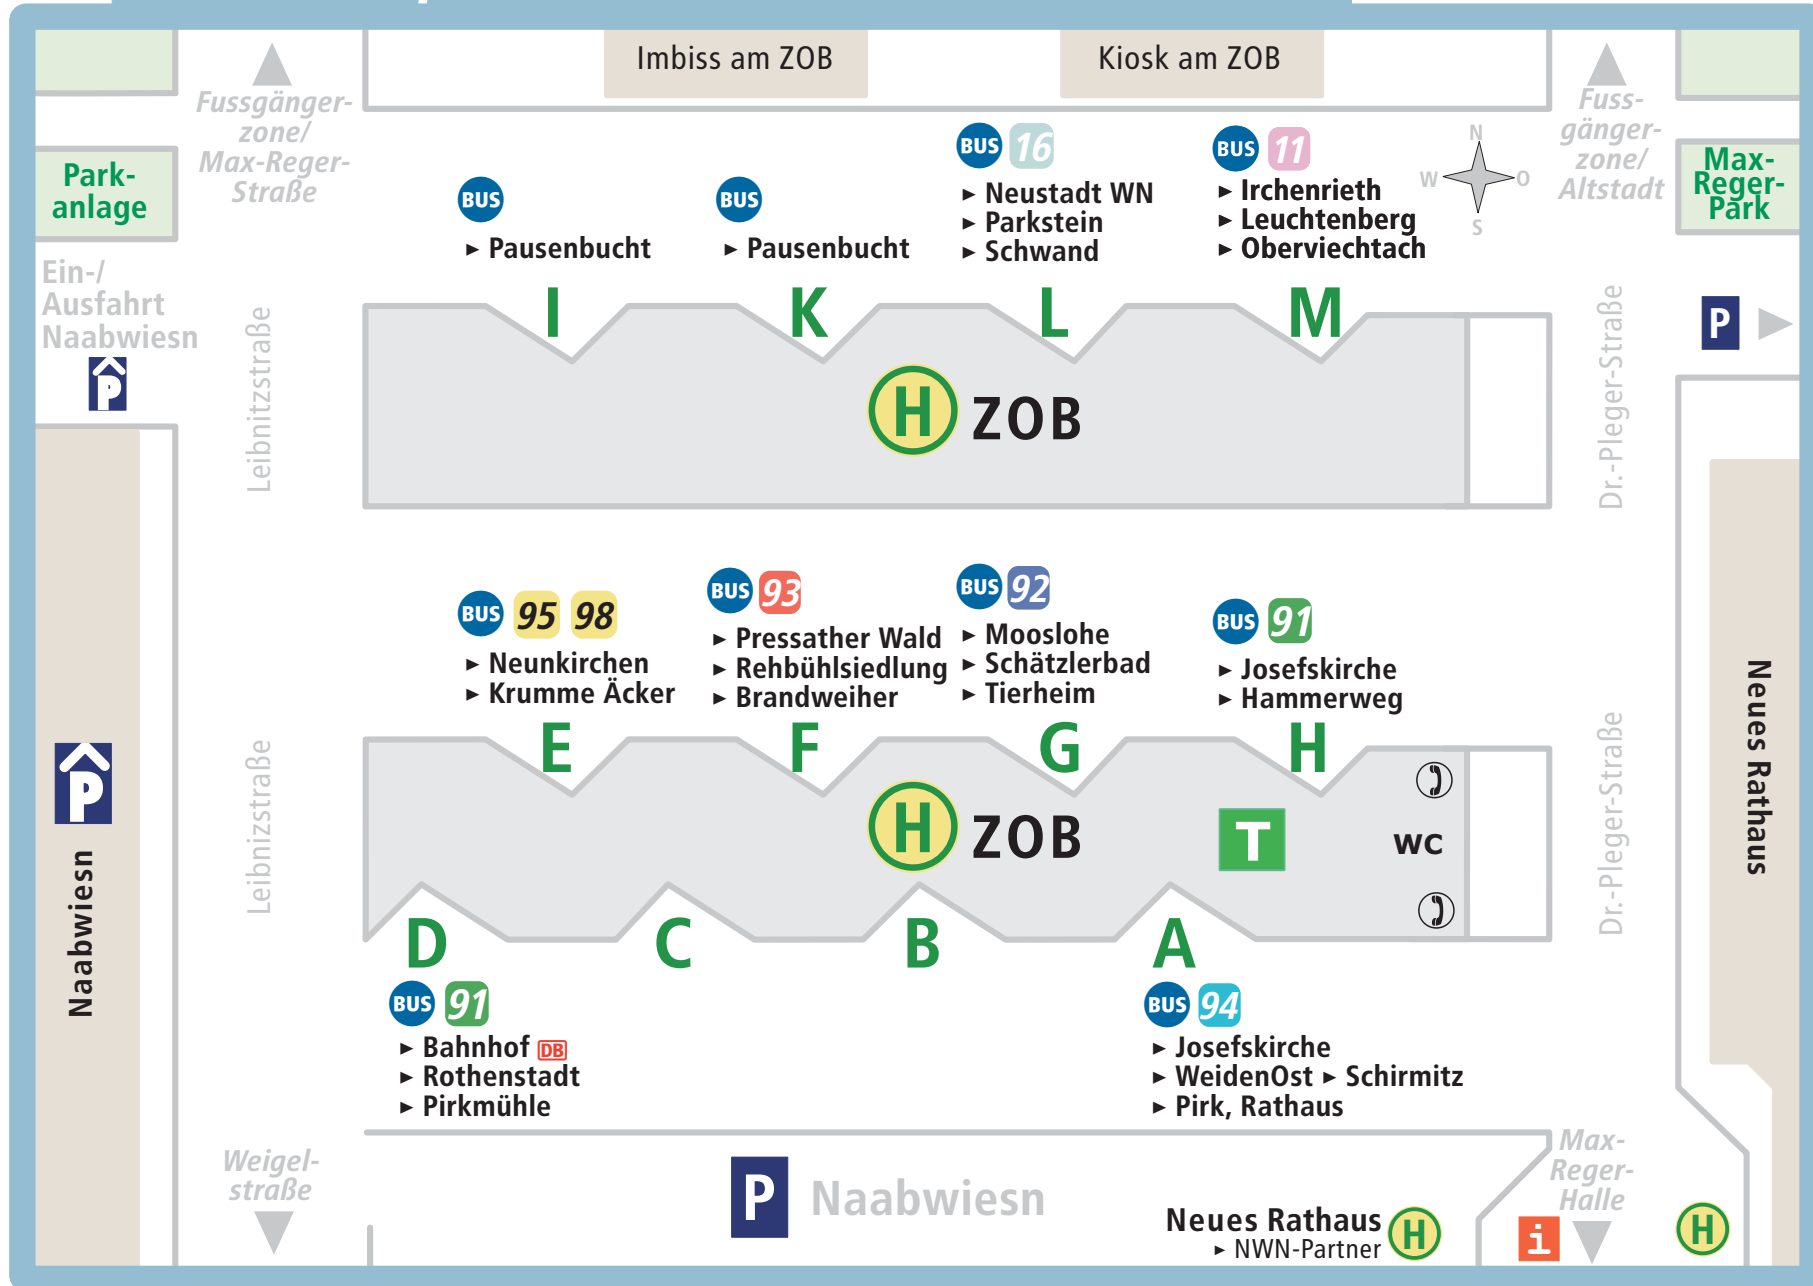 Imbiss am ZOB
Kiosk am ZOB
Fussgänger-
zone/
Max-Reger-
Straße
Fuss-
gänger-
zone/
Altstadt
Park-
anlage
Max-
Reger-
Park
N
W O
S
BUS
► Pausenbucht
BUS
► Pausenbucht
BUS 16
► Neustadt WN
► Parkstein
► Schwand
BUS 11
► Irchenrieth
► Leuchtenberg
► Oberviechtach
Ein-/
Ausfahrt
Naabwiesn
P
P
I K L M
Leibnitzstraße
H ZOB
Dr.-Pleger-Straße
BUS 95 98
► Neunkirchen
► Krumme Äcker
BUS 93
► Pressather Wald
► Rehbühlsiedlung
► Brandweiher
BUS 92
► Mooslohe
► Schätzlerbad
► Tierheim
BUS 91
► Josefskirche
► Hammerweg
E F G H
Leibnizstraße
H ZOB
T
WC
Dr.-Pleger-Straße
Neues Rathaus
P
Naabwiesn
D C B A
BUS 91
► Bahnhof DB
► Rothenstadt
► Pirkmühle
BUS 94
► Josefskirche
► WeidenOst ► Schirmitz
► Pirk, Rathaus
Weigel-
straße
P Naabwiesn
Neues Rathaus H
► NWN-Partner
Max-
Reger-
Halle
i
H